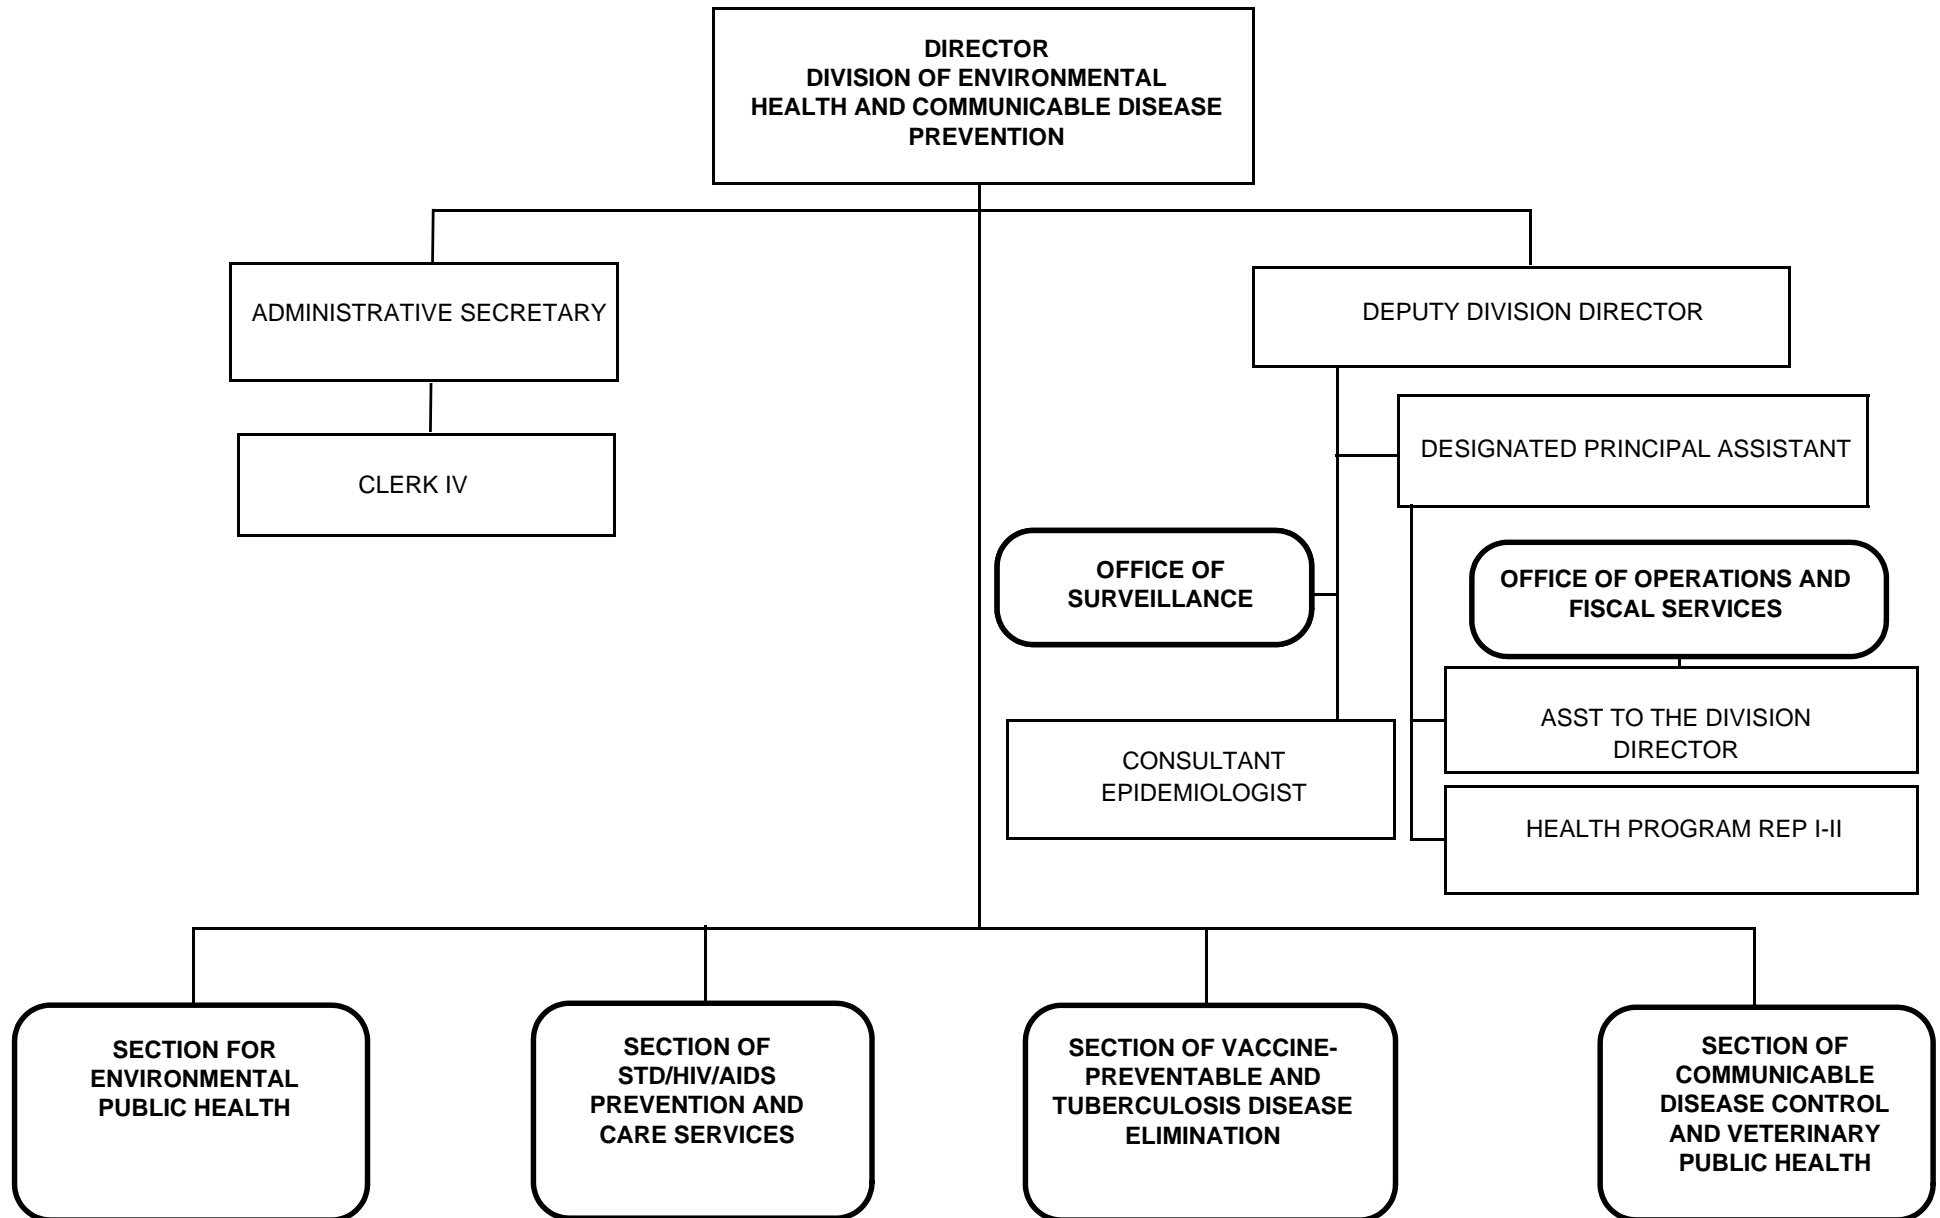 DIRECTOR
DIVISION OF ENVIRONMENTAL
HEALTH AND COMMUNICABLE DISEASE
PREVENTION
ADMINISTRATIVE SECRETARY
DEPUTY DIVISION DIRECTOR
CLERK IV
DESIGNATED PRINCIPAL ASSISTANT
OFFICE OF
SURVEILLANCE
OFFICE OF OPERATIONS AND
FISCAL SERVICES
CONSULTANT
EPIDEMIOLOGIST
ASST TO THE DIVISION
DIRECTOR
HEALTH PROGRAM REP I-II
SECTION FOR
ENVIRONMENTAL
PUBLIC HEALTH
SECTION OF
STD/HIV/AIDS
PREVENTION AND
CARE SERVICES
SECTION OF VACCINE-
PREVENTABLE AND
TUBERCULOSIS DISEASE
ELIMINATION
SECTION OF
COMMUNICABLE
DISEASE CONTROL
AND VETERINARY
PUBLIC HEALTH